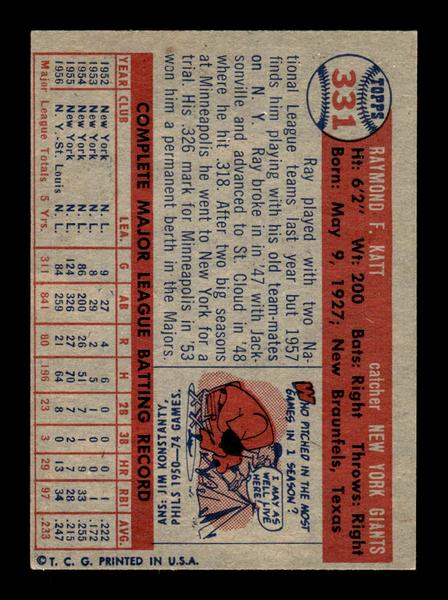 TOPPS
331
RAYMOND F. KATT catcher NEW YORK GIANTS
Ht: 6'2" Wt: 200 Bats: Right Throws: Right
Born: May 9, 1927; New Braunfels, Texas
Ray played with two Na-
tional League teams last year but 1957
finds him playing with his old team-mates
on N. Y. Ray broke in in '47 with Jack-
sonville and advanced to St. Cloud in '48
where he hit .318. After two big seasons
at Minneapolis he went to New York for a
trial. His .326 mark for Minneapolis in '53
won him a permanent berth in the Majors.
WHO PITCHED IN THE MOST
GAMES IN 1 SEASON?
I MAY AS
WELL LIVE
HERE!
ANS: JIM KONSTANTY,
PHILS 1950-74 GAMES.
COMPLETE MAJOR LEAGUE BATTING RECORD
YEAR CLUB LEA. G AB R H 2B 3B HR RBI AVG.
1952 New York N. L. 9 27 4 6 0 0 0 1 .222
1953 New York N. L. 8 29 2 5 1 0 0 1 .172
1954 New York N. L. 86 200 26 51 7 1 9 33 .255
1955 New York N. L. 124 326 27 70 7 2 7 28 .215
1956 N. Y.-St. Louis N. L. 84 259 21 64 8 0 13 34 .247
Major League Totals 5 Yrs. 311 841 80 196 23 3 29 97 .233
© T. C. G. PRINTED IN U.S.A.